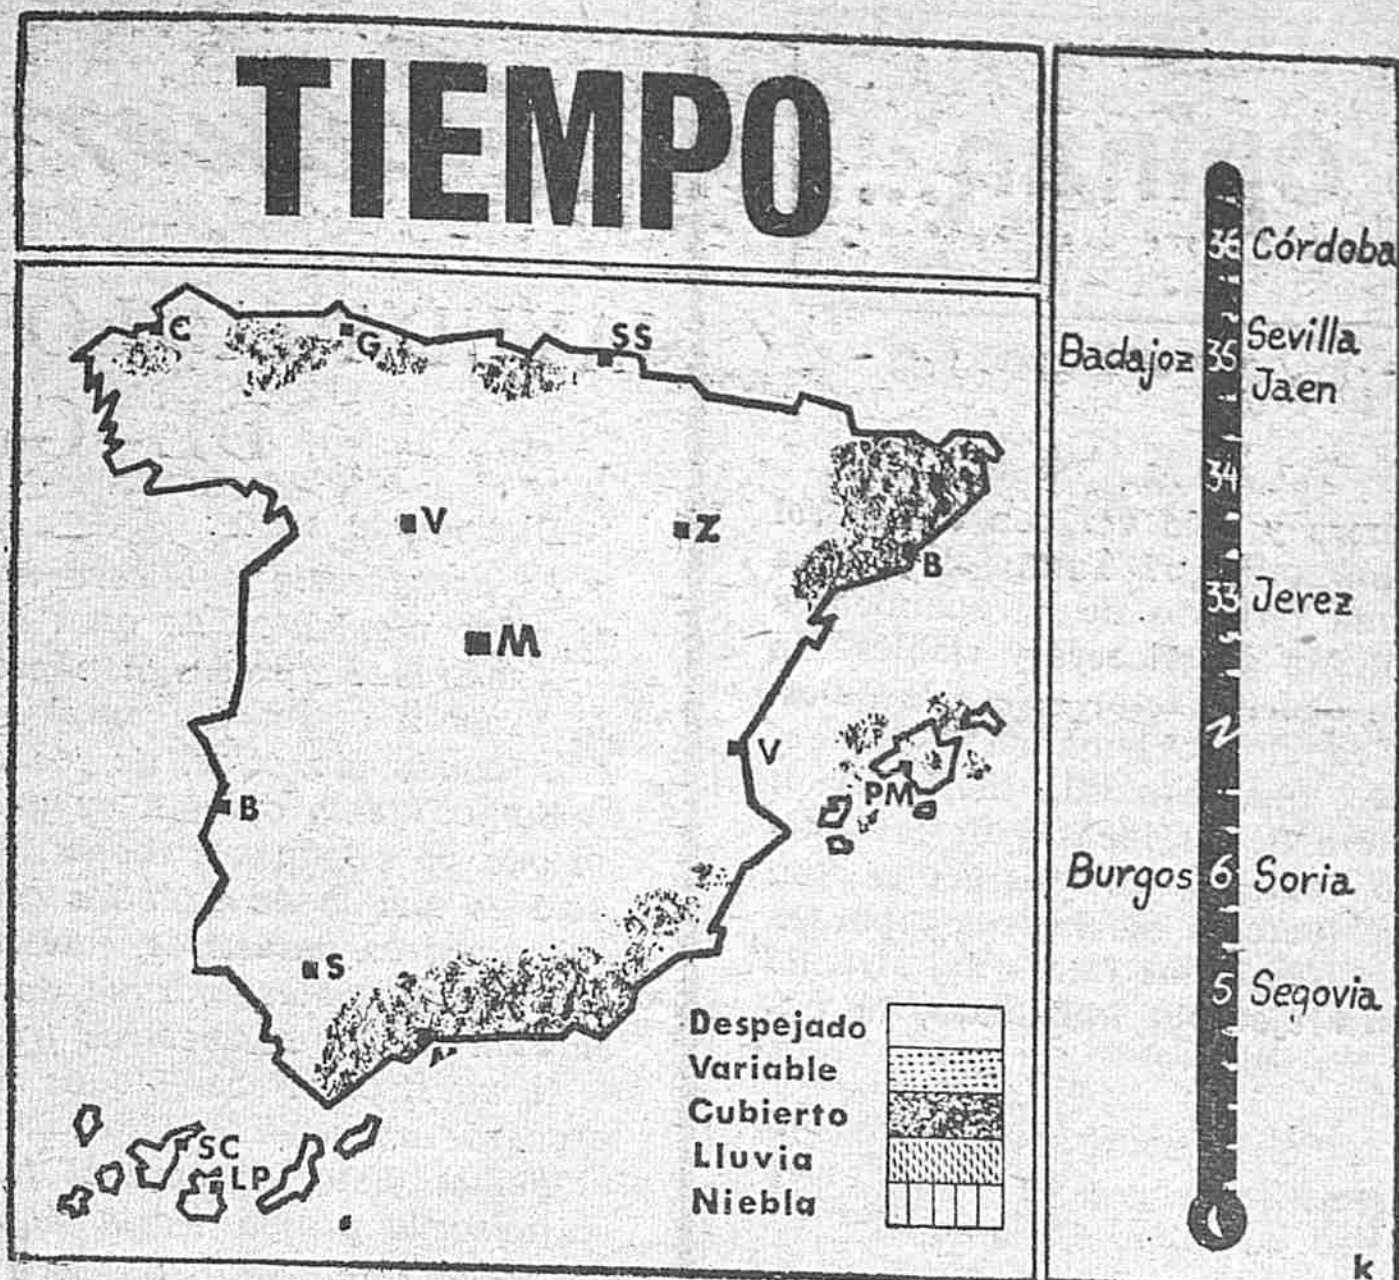 TIEMPO
C
G
SS
V
Z
B
M
V
PM
B
S
SC
LP
Despejado
Variable
Cubierto
Lluvia
Niebla
36 Córdoba
Badajoz 35 Sevilla
Jaen
34
33 Jerez
Burgos 6 Soria
5 Segovia
k